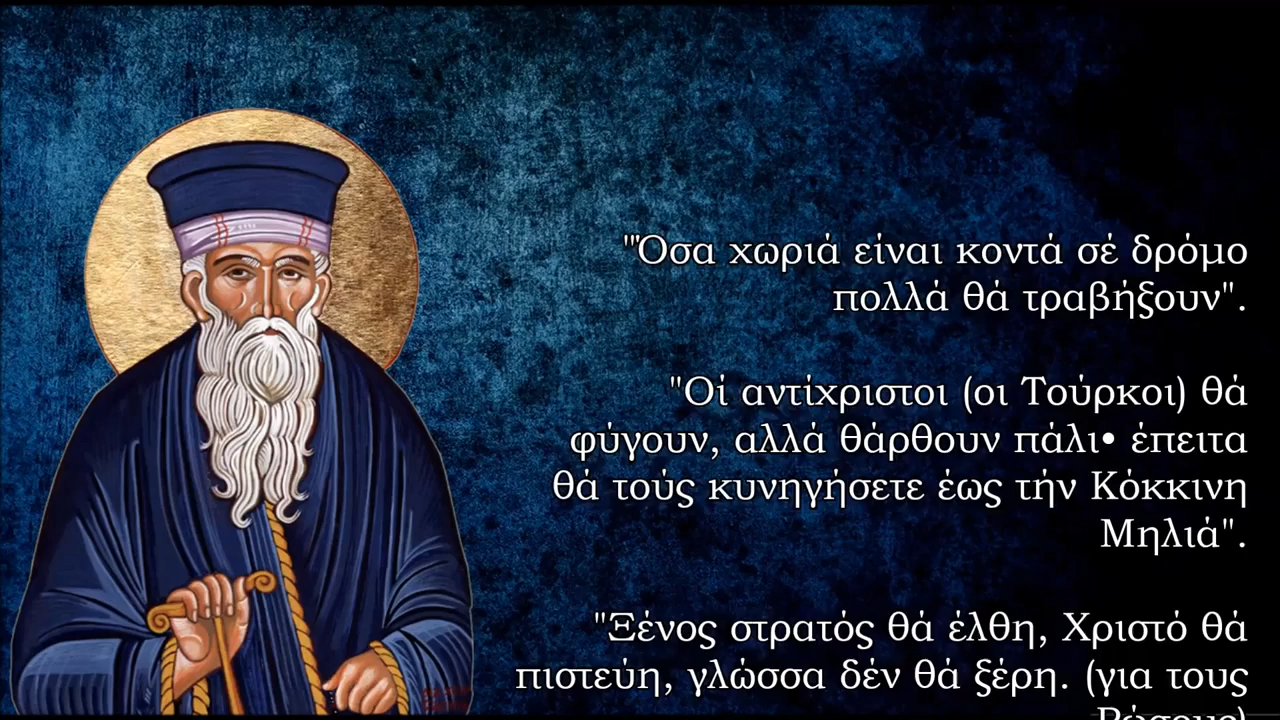 "Όσα χωριά είναι κοντά σέ δρόμο
πολλά θά τραβήξουν".
"Οί αντίχριστοι (οι Τούρκοι) θά
φύγουν, αλλά θάρθουν πάλι• έπειτα
θά τούς κυνηγήσετε έως τήν Κόκκινη
Μηλιά".
"Ξένος στρατός θά έλθη, Χριστό θά
πιστεύη, γλώσσα δέν θά ξέρη. (για τους